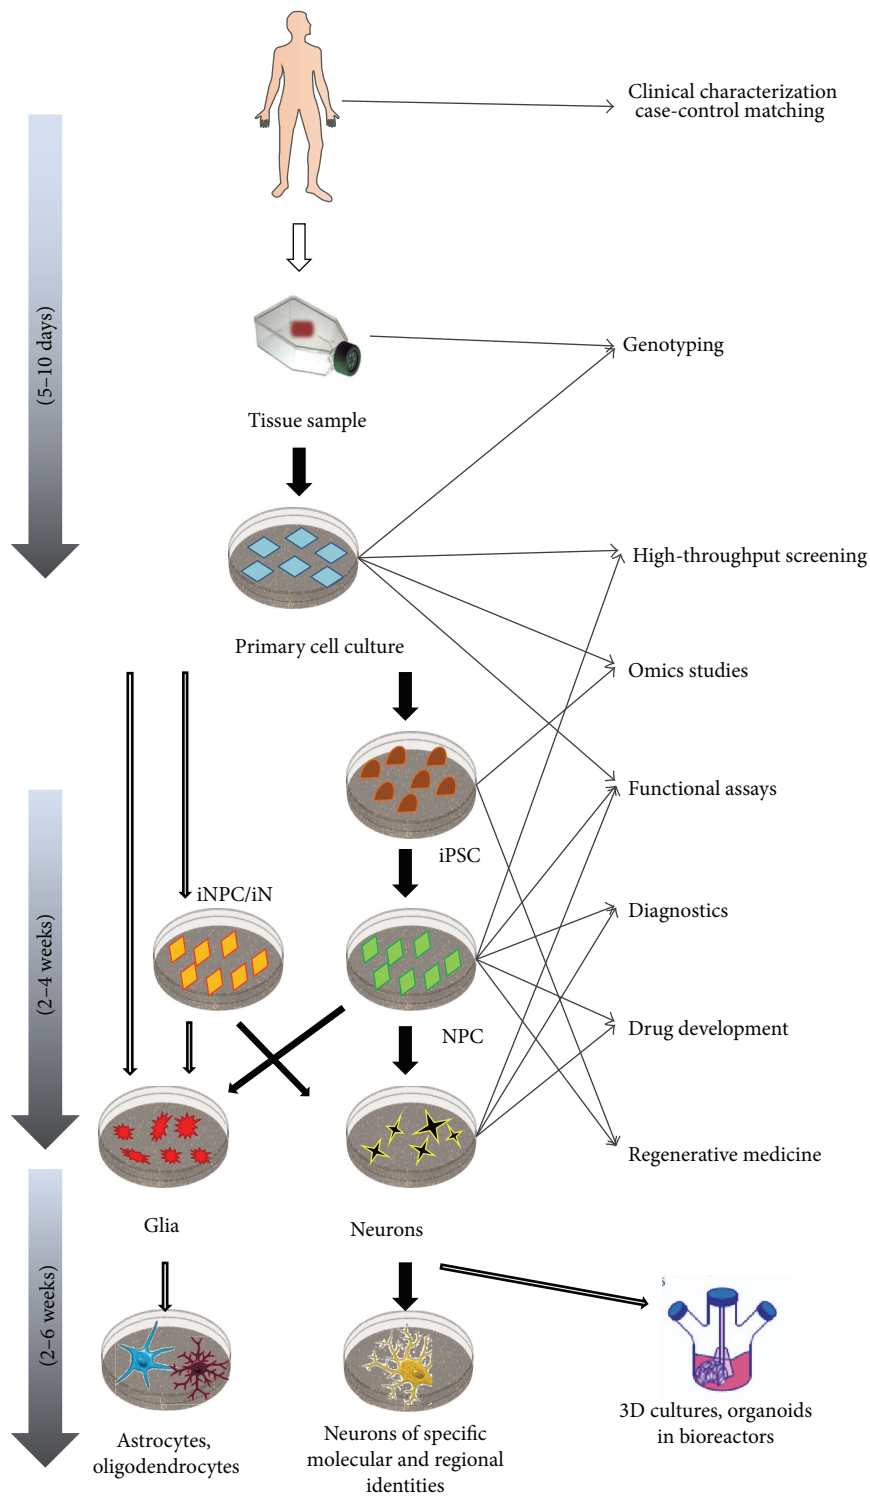 Clinical characterization
case-control matching
(5–10 days)
Genotyping
Tissue sample
High-throughput screening
Primary cell culture
Omics studies
Functional assays
iPSC
iNPC/iN
Diagnostics
(2–4 weeks)
NPC
Drug development
Regenerative medicine
Glia
Neurons
(2–6 weeks)
3D cultures, organoids
in bioreactors
Astrocytes,
oligodendrocytes
Neurons of specific
molecular and regional
identities